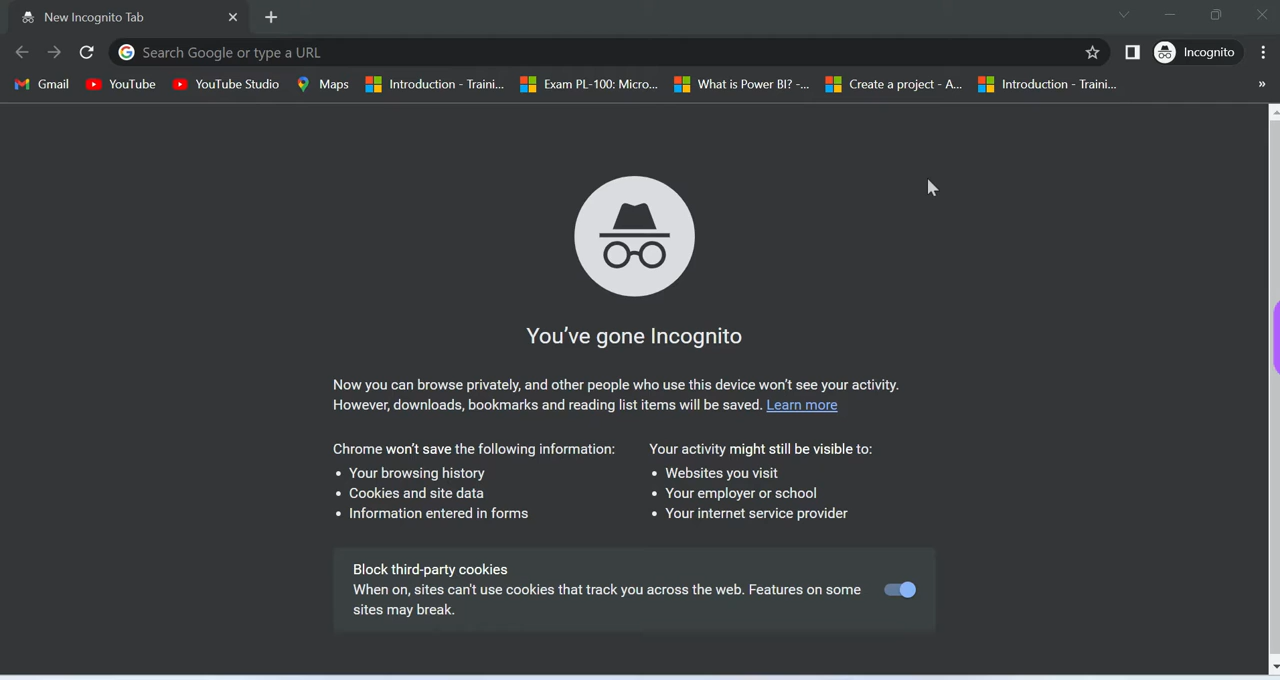 New Incognito Tab
Search Google or type a URL
Incognito
Gmail YouTube YouTube Studio Maps Introduction - Traini... Exam PL-100: Micro... What is Power BI? -... Create a project - A... Introduction - Traini... »
You've gone Incognito
Now you can browse privately, and other people who use this device won't see your activity.
However, downloads, bookmarks and reading list items will be saved. Learn more
Chrome won't save the following information:
• Your browsing history
• Cookies and site data
• Information entered in forms
Your activity might still be visible to:
• Websites you visit
• Your employer or school
• Your internet service provider
Block third-party cookies
When on, sites can't use cookies that track you across the web. Features on some
sites may break.